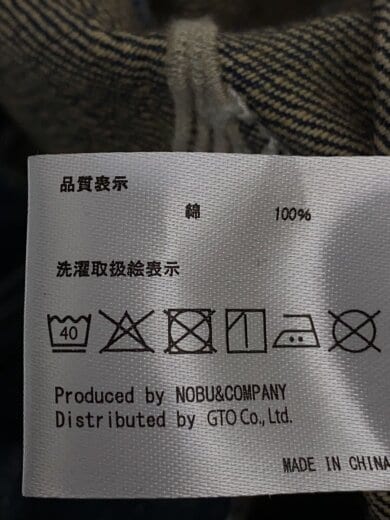 品質表示
綿 100%
洗濯取扱絵表示
40
Produced by NOBU&COMPANY
Distributed by GTO Co., Ltd.
MADE IN CHINA